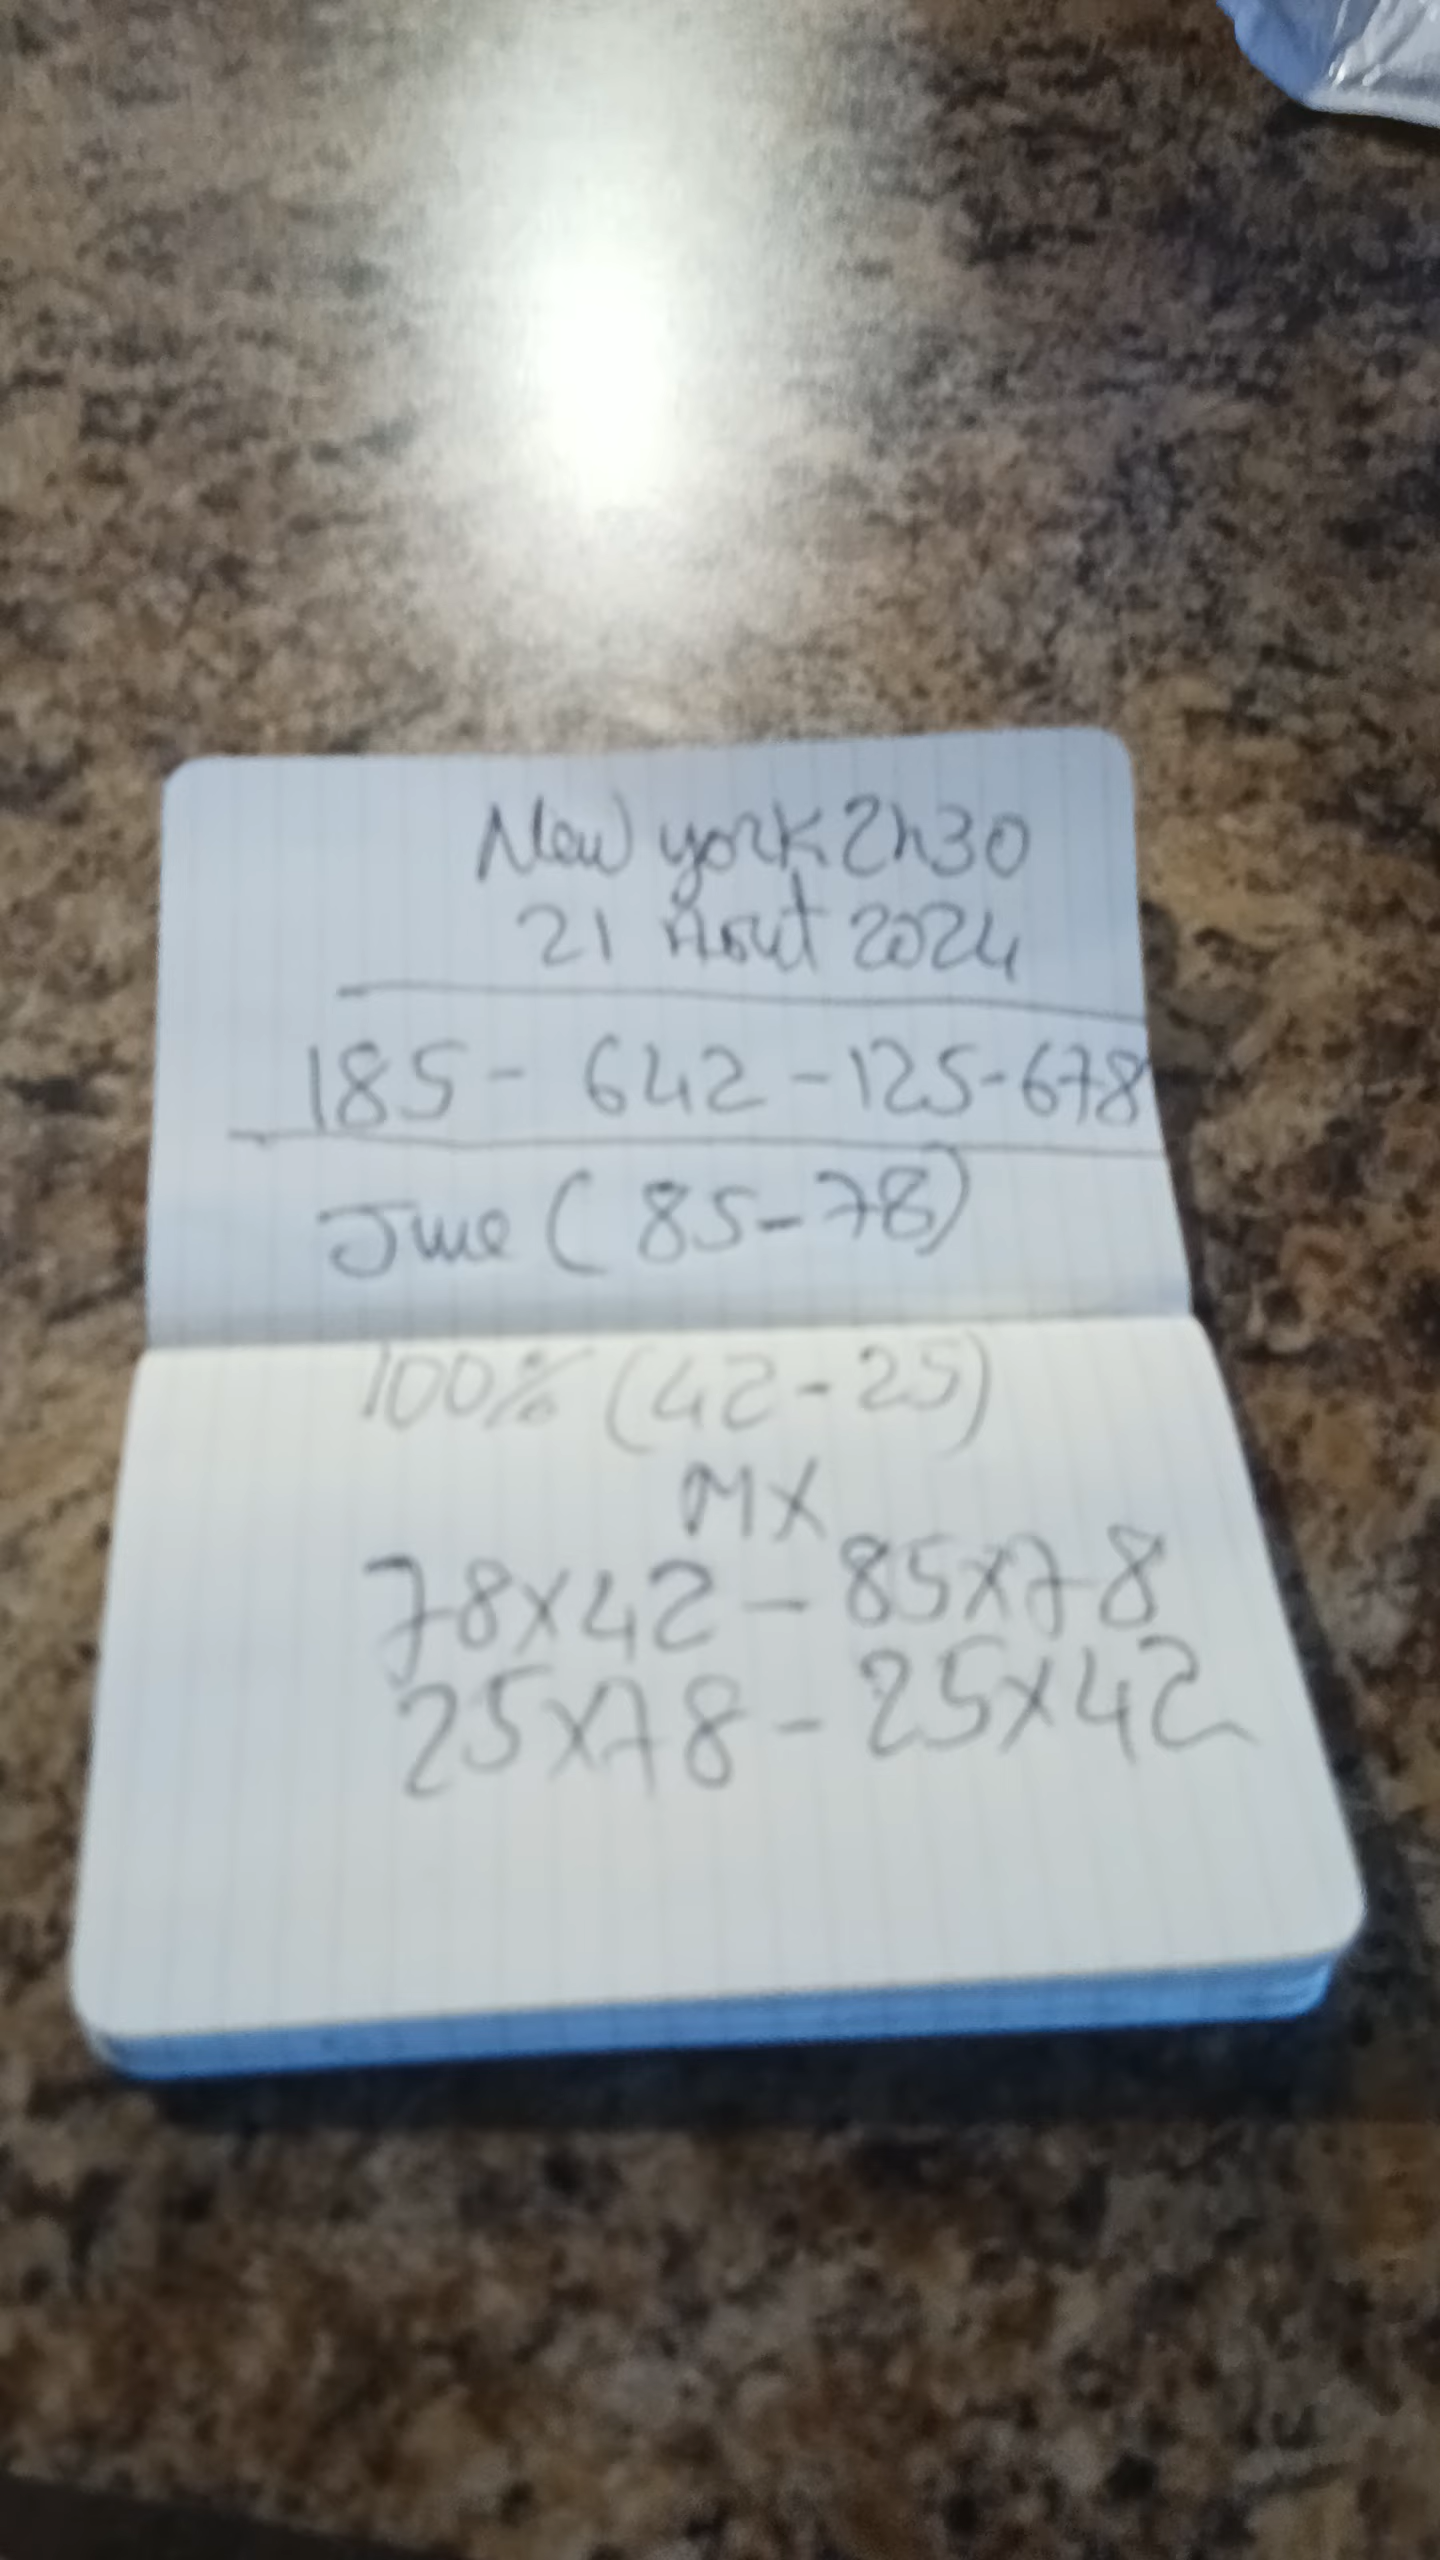 New york 2h30
21 Aout 2024
185 - 642 - 125 - 678
June (85-78)
100% (42-25)
MX
78x42 - 85x78
25x78 - 25x42